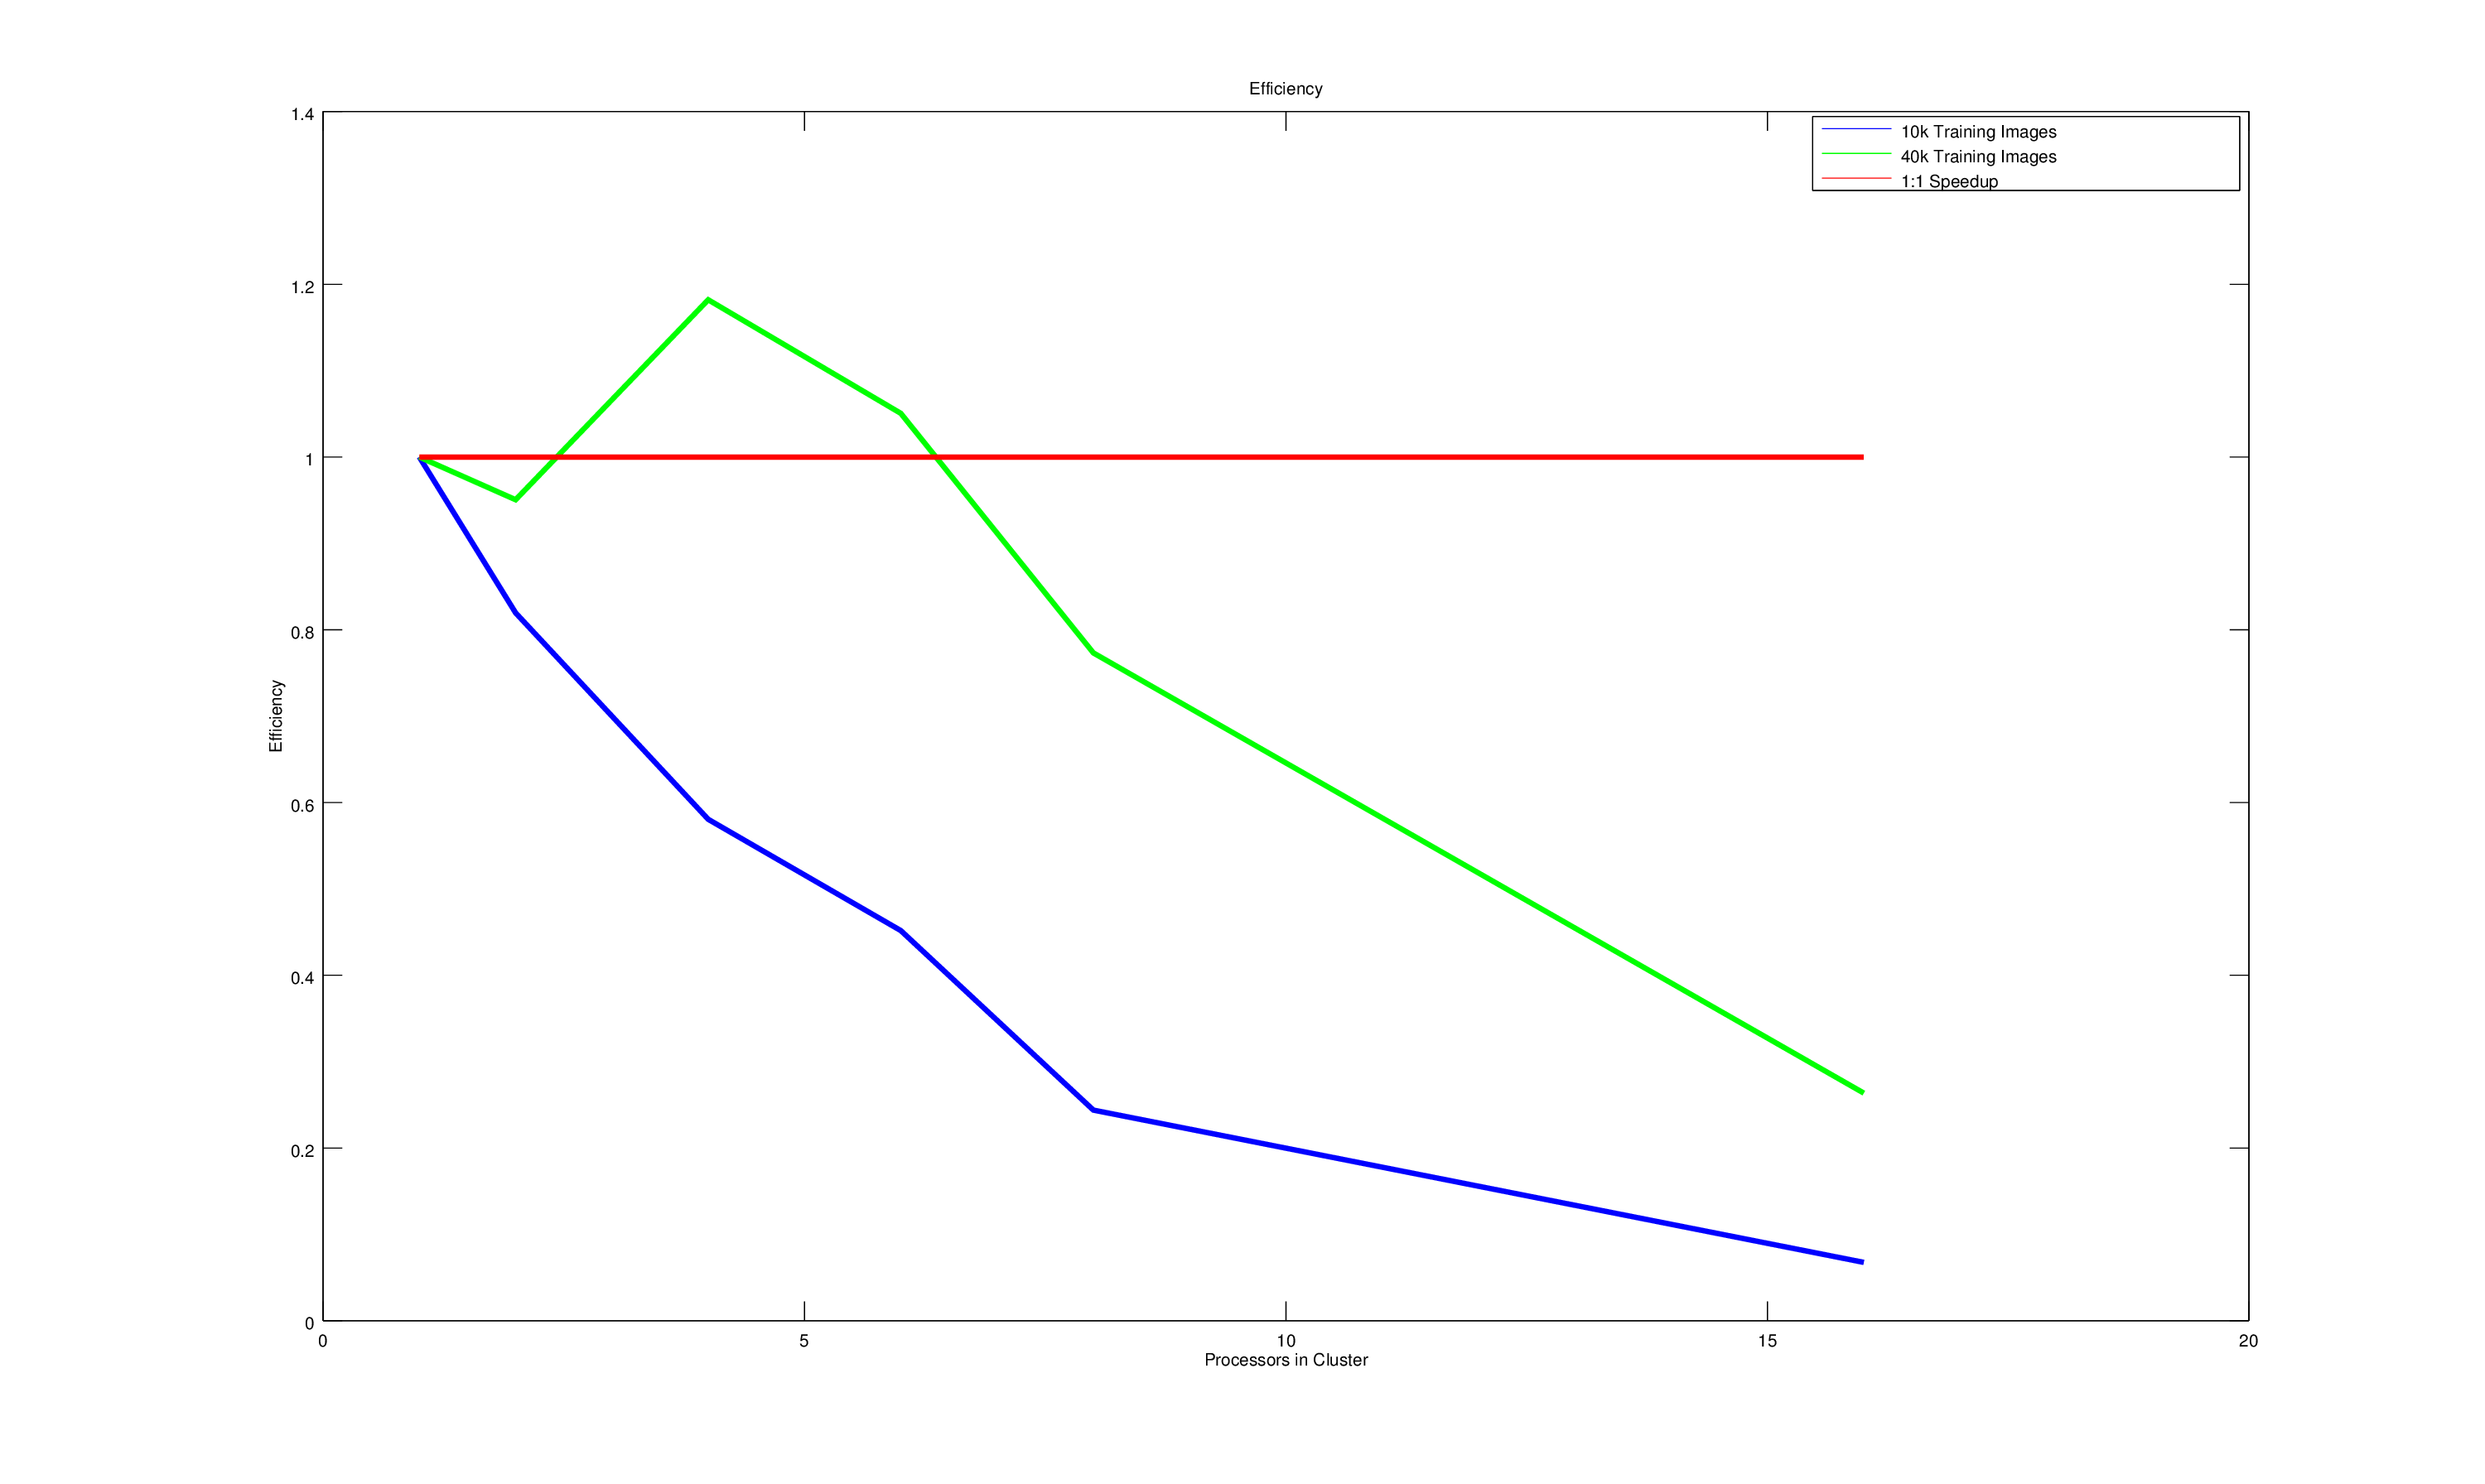 Efficiency
1.4
10k Training Images
40k Training Images
1:1 Speedup
1.2
1
0.8
Efficiency
0.6
0.4
0.2
0
0 5 10 15 20
Processors in Cluster